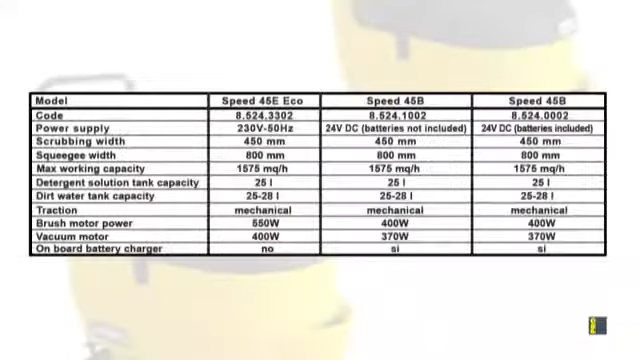 Model Speed 45E Eco Speed 45B Speed 45B
Code 8.524.3302 8.524.1002 8.524.0002
Power supply 230V-50Hz 24V DC (batteries not included) 24V DC (batteries included)
Scrubbing width 450 mm 450 mm 450 mm
Squeegee width 800 mm 800 mm 800 mm
Max working capacity 1575 mq/h 1575 mq/h 1575 mq/h
Detergent solution tank capacity 25 l 25 l 25 l
Dirt water tank capacity 25-28 l 25-28 l 25-28 l
Traction mechanical mechanical mechanical
Brush motor power 550W 400W 400W
Vacuum motor 400W 370W 370W
On board battery charger no si si
PRO